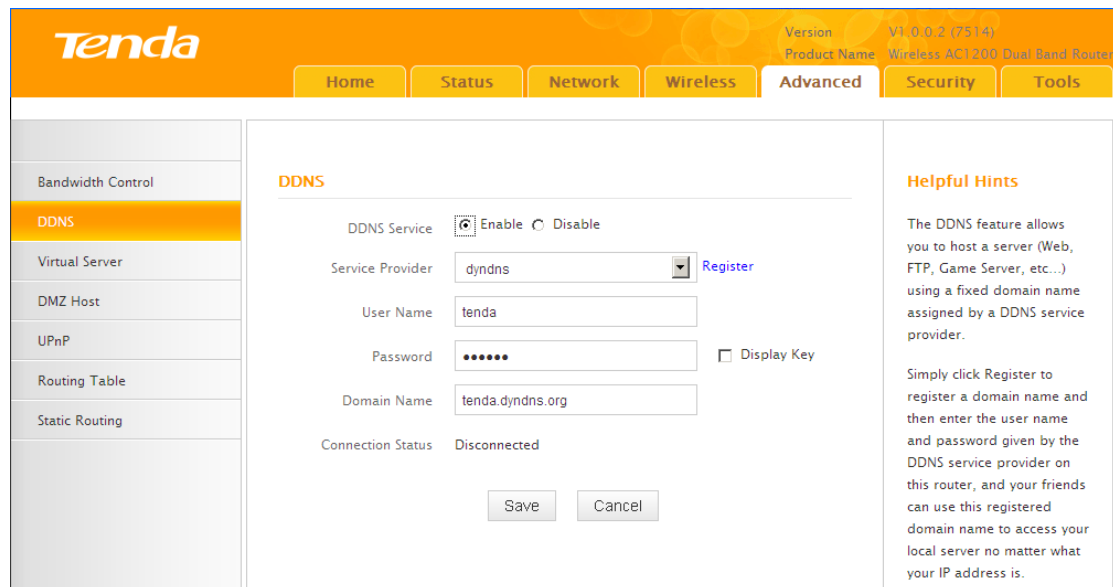 Tenda
Version V1.0.0.2 (7514)
Product Name Wireless AC1200 Dual Band Router
Home Status Network Wireless Advanced Security Tools
Bandwidth Control
DDNS
Virtual Server
DMZ Host
UPnP
Routing Table
Static Routing
DDNS
DDNS Service Enable Disable
Service Provider dyndns Register
User Name tenda
Password •••••• Display Key
Domain Name tenda.dyndns.org
Connection Status Disconnected
Save Cancel
Helpful Hints
The DDNS feature allows
you to host a server (Web,
FTP, Game Server, etc...)
using a fixed domain name
assigned by a DDNS service
provider.
Simply click Register to
register a domain name and
then enter the user name
and password given by the
DDNS service provider on
this router, and your friends
can use this registered
domain name to access your
local server no matter what
your IP address is.